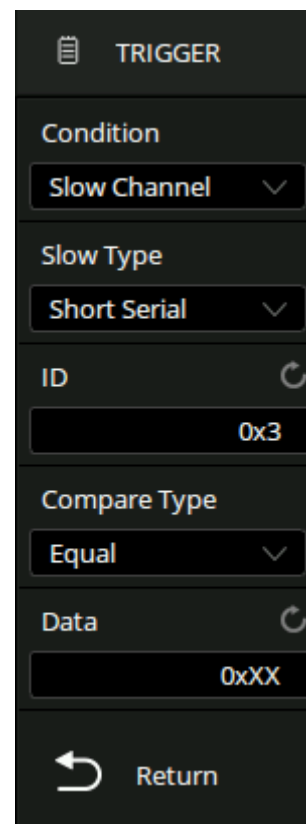 TRIGGER
Condition
Slow Channel
Slow Type
Short Serial
ID
0x3
Compare Type
Equal
Data
0xXX
Return